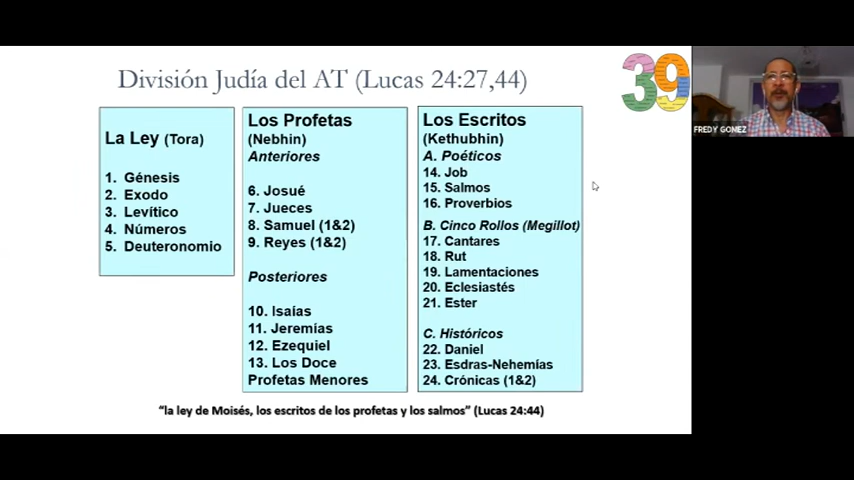 División Judía del AT (Lucas 24:27,44)
39
La Ley (Tora)
1. Génesis
2. Exodo
3. Levítico
4. Números
5. Deuteronomio
Los Profetas
(Nebhin)
Anteriores
6. Josué
7. Jueces
8. Samuel (1&2)
9. Reyes (1&2)
Posteriores
10. Isaías
11. Jeremías
12. Ezequiel
13. Los Doce
Profetas Menores
Los Escritos
(Kethubhin)
A. Poéticos
14. Job
15. Salmos
16. Proverbios
B. Cinco Rollos (Megillot)
17. Cantares
18. Rut
19. Lamentaciones
20. Eclesiastés
21. Ester
C. Históricos
22. Daniel
23. Esdras-Nehemías
24. Crónicas (1&2)
“la ley de Moisés, los escritos de los profetas y los salmos” (Lucas 24:44)
FREDY GOMEZ